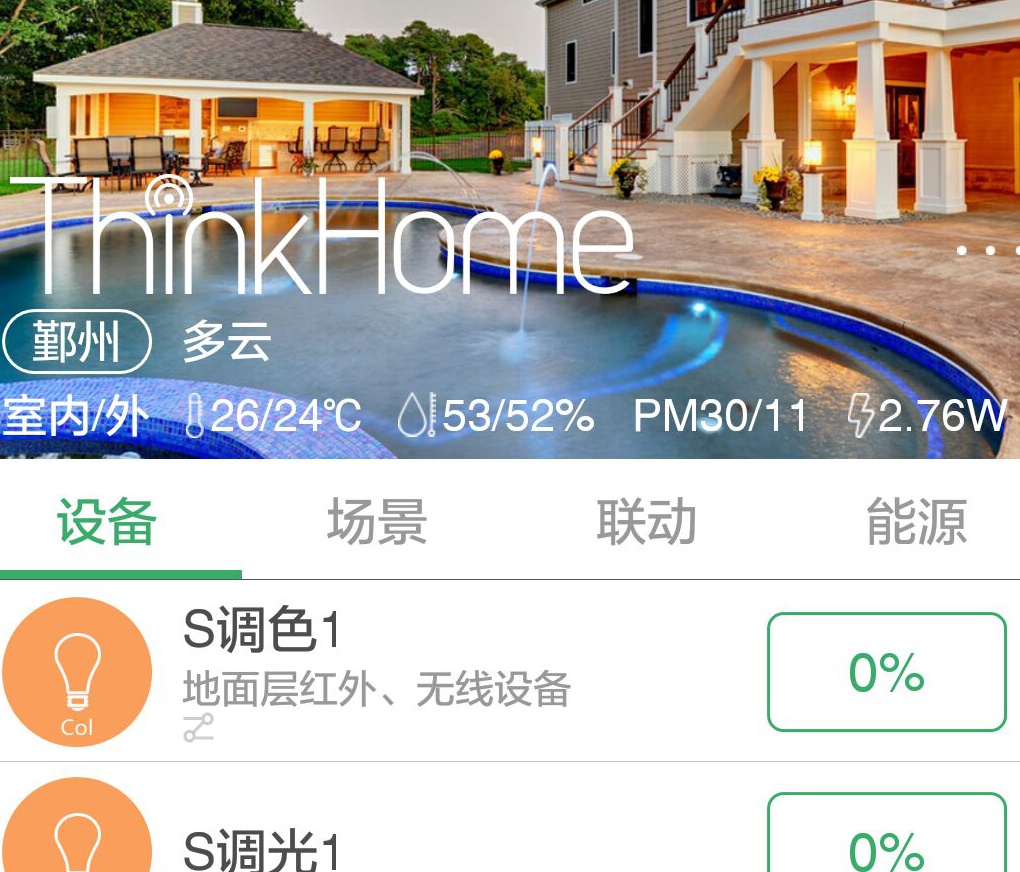 ThinkHome
鄞州 多云
室内/外 26/24℃ 53/52% PM30/11 2.76W
设备 场景 联动 能源
S调色1
地面层红外、无线设备
0%
Col
S调光1
0%